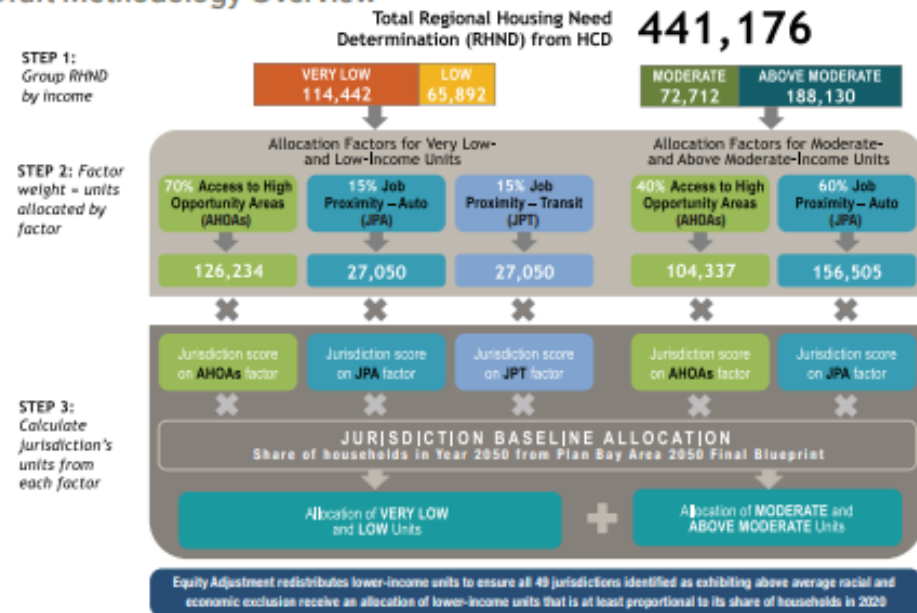 Draft Methodology Overview
Total Regional Housing Need
Determination (RHND) from HCD
441,176
STEP 1:
Group RHND
by income
VERY LOW
114,442
LOW
65,892
MODERATE
72,712
ABOVE MODERATE
188,130
STEP 2: Factor
weight = units
allocated by
factor
Allocation Factors for Very Low-
and Low-Income Units
Allocation Factors for Moderate-
and Above Moderate-Income Units
70% Access to High
Opportunity Areas
(AHOAs)
15% Job
Proximity – Auto
(JPA)
15% Job
Proximity – Transit
(JPT)
40% Access to High
Opportunity Areas
(AHOAs)
60% Job
Proximity – Auto
(JPA)
126,234
27,050
27,050
104,337
156,505
STEP 3:
Calculate
jurisdiction's
units from
each factor
Jurisdiction score
on AHOAs factor
Jurisdiction score
on JPA factor
Jurisdiction score
on JPT factor
Jurisdiction score
on AHOAs factor
Jurisdiction score
on JPA factor
JURISDICTION BASELINE ALLOCATION
Share of households in Year 2050 from Plan Bay Area 2050 Final Blueprint
Allocation of VERY LOW
and LOW Units
Allocation of MODERATE and
ABOVE MODERATE Units
Equity Adjustment redistributes lower-income units to ensure all 49 jurisdictions identified as exhibiting above average racial and
economic exclusion receive an allocation of lower-income units that is at least proportional to its share of households in 2020